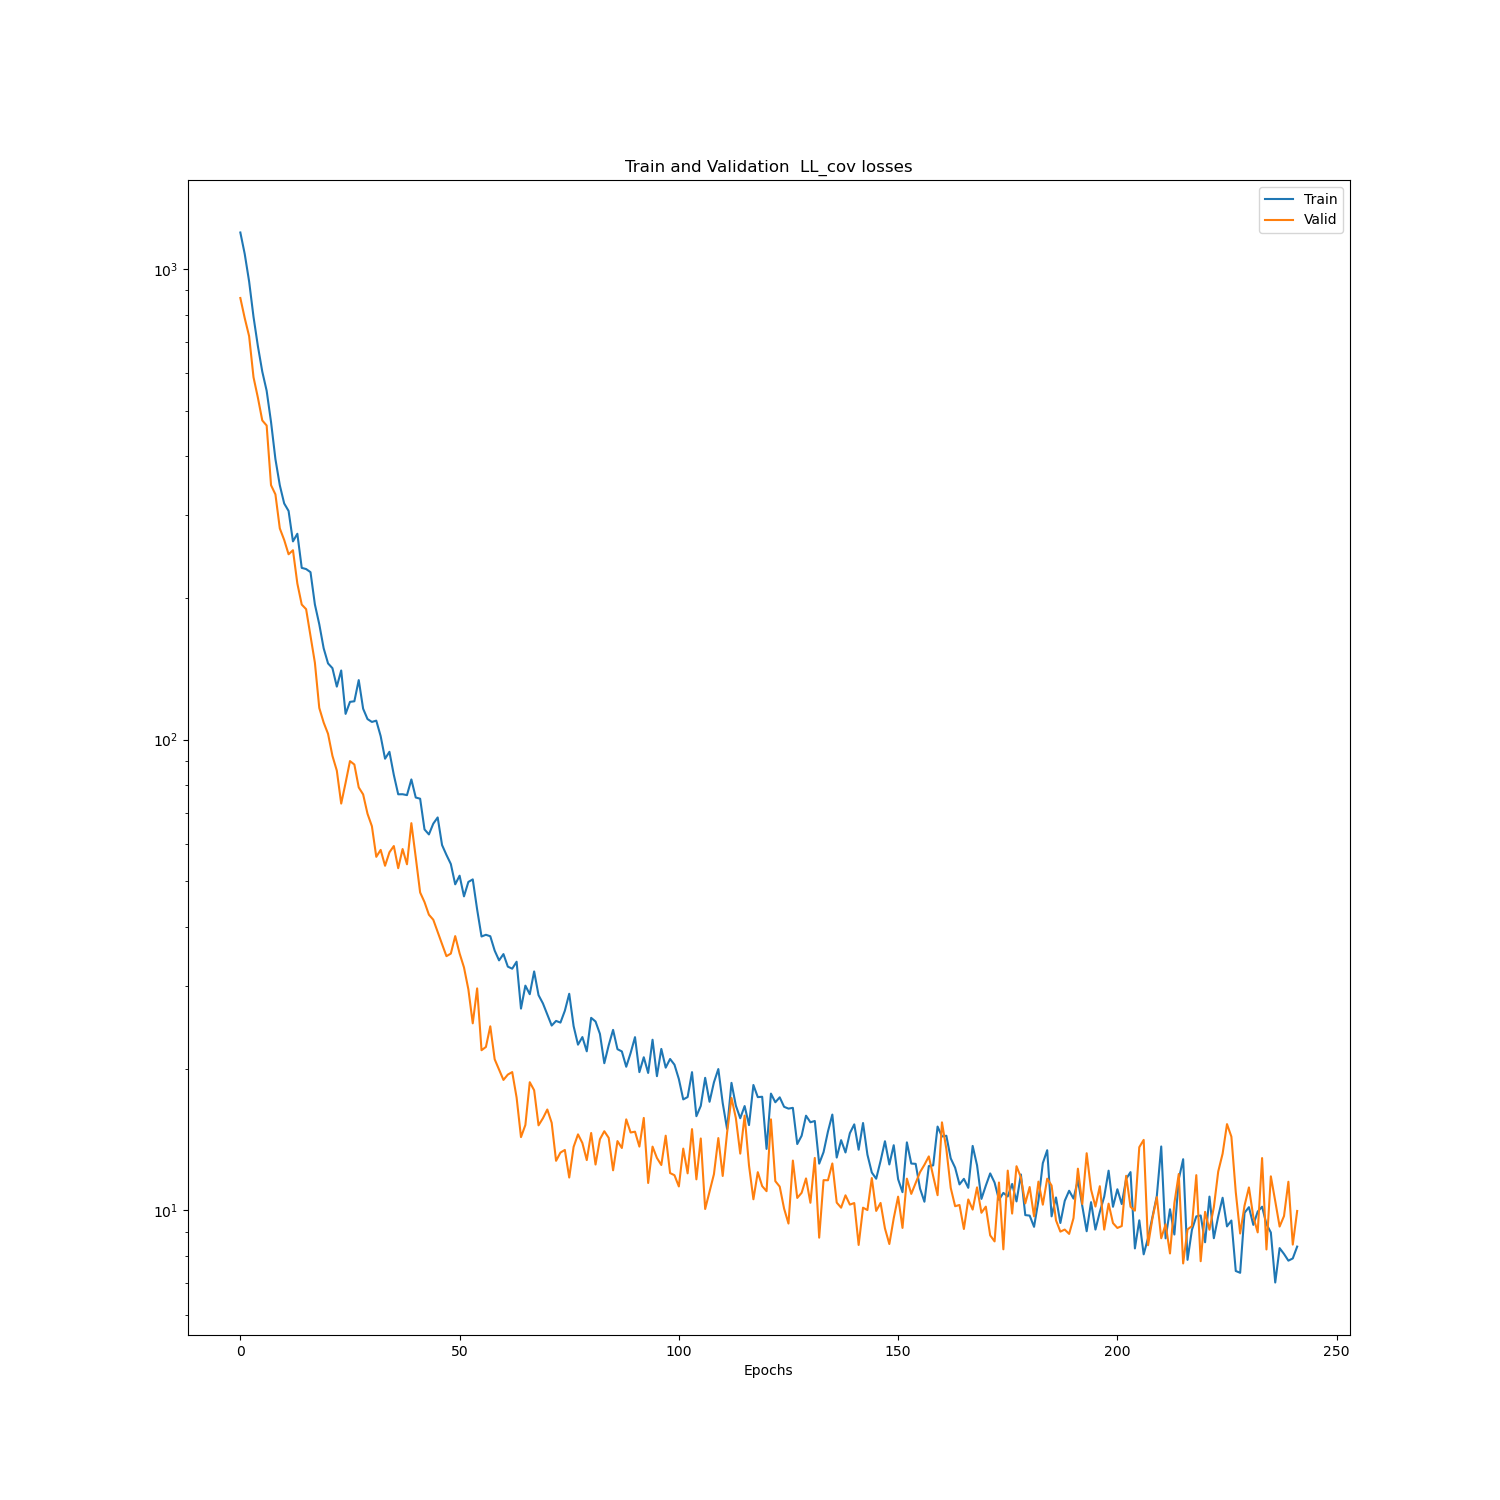 Train and Validation  LL_cov losses
Train
Valid
10³
10²
10¹
0 50 100 150 200 250
Epochs